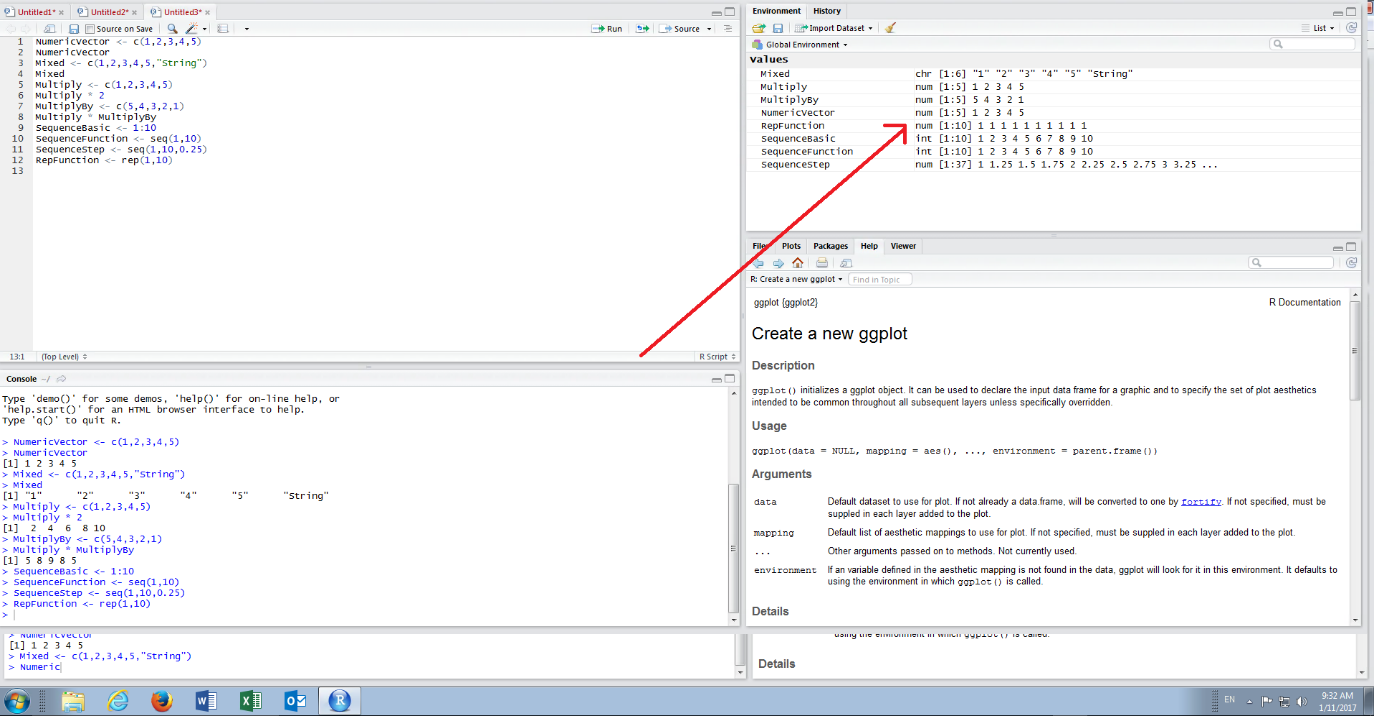 Untitled1* × Untitled2* × Untitled3* ×
Source on Save Run Source
1 NumericVector <- c(1,2,3,4,5)
2 NumericVector
3 Mixed <- c(1,2,3,4,5,"String")
4 Mixed
5 Multiply <- c(1,2,3,4,5)
6 Multiply * 2
7 MultiplyBy <- c(5,4,3,2,1)
8 Multiply * MultiplyBy
9 SequenceBasic <- 1:10
10 SequenceFunction <- seq(1,10)
11 SequenceStep <- seq(1,10,0.25)
12 RepFunction <- rep(1,10)
13
13:1 (Top Level) R Script
Console ~/
Type 'demo()' for some demos, 'help()' for on-line help, or
'help.start()' for an HTML browser interface to help.
Type 'q()' to quit R.
> NumericVector <- c(1,2,3,4,5)
> NumericVector
[1] 1 2 3 4 5
> Mixed <- c(1,2,3,4,5,"String")
> Mixed
[1] "1" "2" "3" "4" "5" "String"
> Multiply <- c(1,2,3,4,5)
> Multiply * 2
[1] 2 4 6 8 10
> MultiplyBy <- c(5,4,3,2,1)
> Multiply * MultiplyBy
[1] 5 8 9 8 5
> SequenceBasic <- 1:10
> SequenceFunction <- seq(1,10)
> SequenceStep <- seq(1,10,0.25)
> RepFunction <- rep(1,10)
>
> NumericVector
[1] 1 2 3 4 5
> Mixed <- c(1,2,3,4,5,"String")
> Numeric
Environment History
Import Dataset List
Global Environment
values
Mixed chr [1:6] "1" "2" "3" "4" "5" "String"
Multiply num [1:5] 1 2 3 4 5
MultiplyBy num [1:5] 5 4 3 2 1
NumericVector num [1:5] 1 2 3 4 5
RepFunction num [1:10] 1 1 1 1 1 1 1 1 1 1
SequenceBasic int [1:10] 1 2 3 4 5 6 7 8 9 10
SequenceFunction int [1:10] 1 2 3 4 5 6 7 8 9 10
SequenceStep num [1:37] 1 1.25 1.5 1.75 2 2.25 2.5 2.75 3 3.25 ...
Files Plots Packages Help Viewer
R: Create a new ggplot Find in Topic
ggplot {ggplot2} R Documentation
Create a new ggplot
Description
ggplot() initializes a ggplot object. It can be used to declare the input data frame for a graphic and to specify the set of plot aesthetics
intended to be common throughout all subsequent layers unless specifically overridden.
Usage
ggplot(data = NULL, mapping = aes(), ..., environment = parent.frame())
Arguments
data Default dataset to use for plot. If not already a data.frame, will be converted to one by fortify. If not specified, must be
suppled in each layer added to the plot.
mapping Default list of aesthetic mappings to use for plot. If not specified, must be suppled in each layer added to the plot.
... Other arguments passed on to methods. Not currently used.
environment If an variable defined in the aesthetic mapping is not found in the data, ggplot will look for it in this environment. It defaults to
using the environment in which ggplot() is called.
Details
using the environment in which ggplot() is called.
Details
EN 9:32 AM
1/11/2017